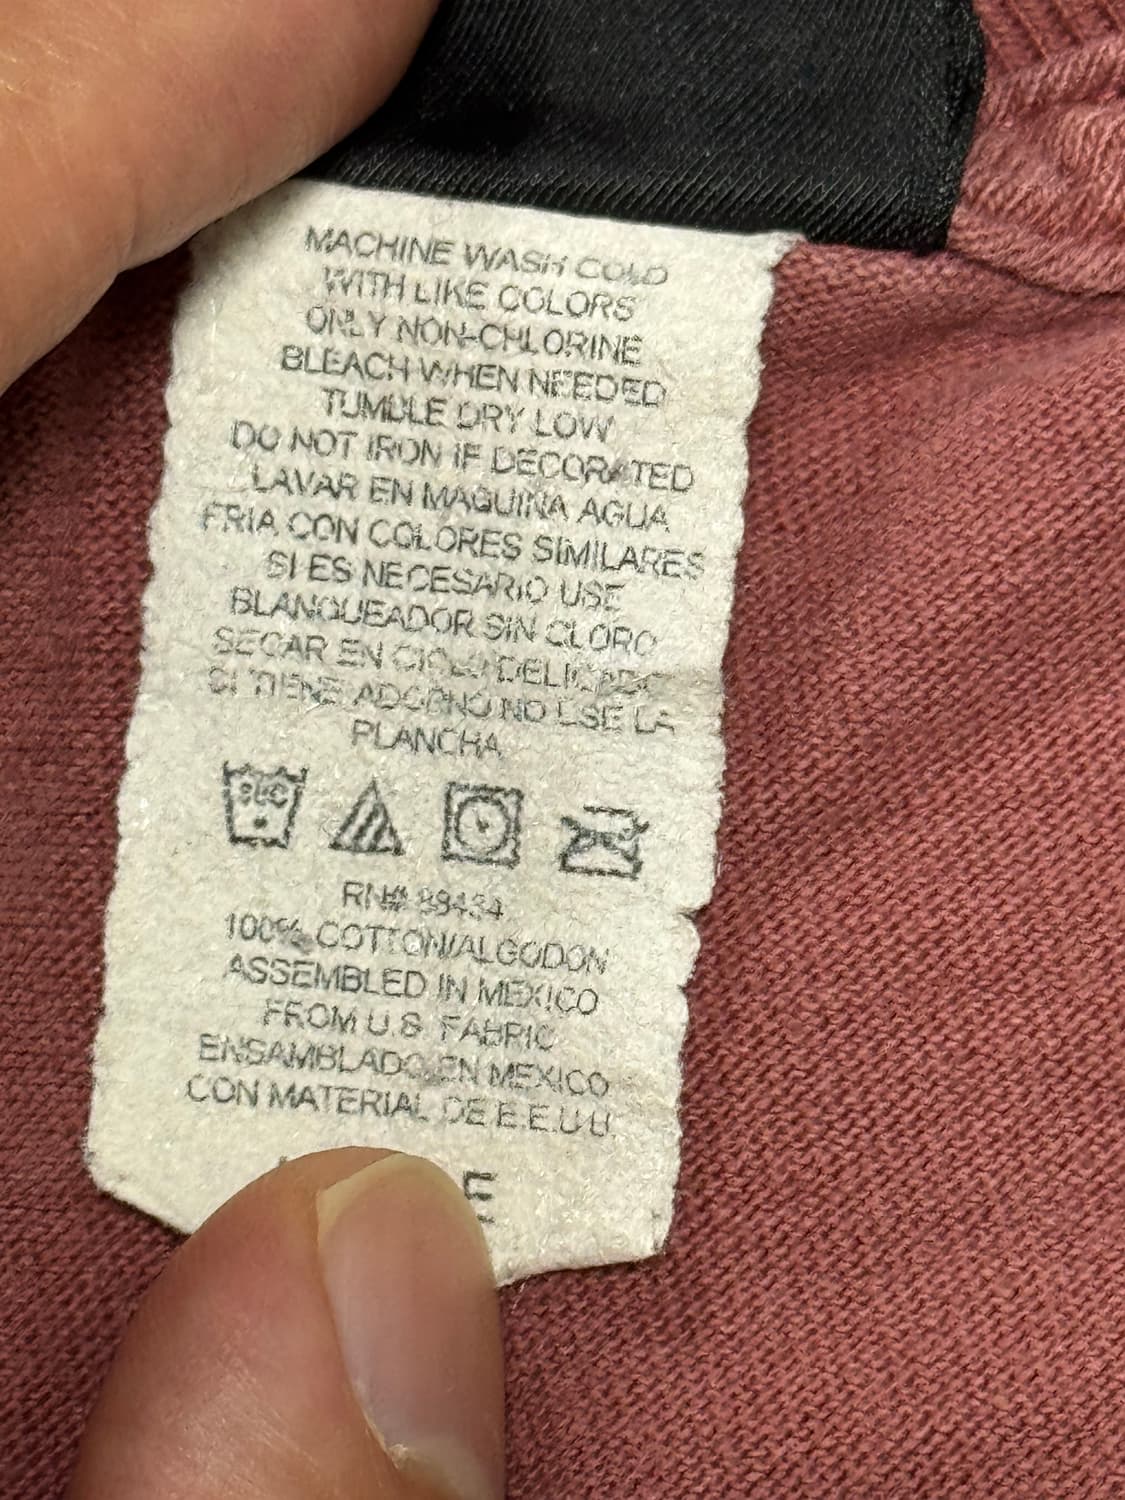 MACHINE WASH COLD
WITH LIKE COLORS
ONLY NON-CHLORINE
BLEACH WHEN NEEDED
TUMBLE DRY LOW
DO NOT IRON IF DECORATED
LAVAR EN MAQUINA AGUA
FRIA CON COLORES SIMILARES
SI ES NECESARIO USE
BLANQUEADOR SIN CLORO
SECAR EN CICLO DELICADO
SI TIENE ADORNO NO USE LA
PLANCHA
RN# 88434
100% COTTON/ALGODON
ASSEMBLED IN MEXICO
FROM U.S. FABRIC
ENSAMBLADO EN MEXICO
CON MATERIAL DE E.E.U.U.